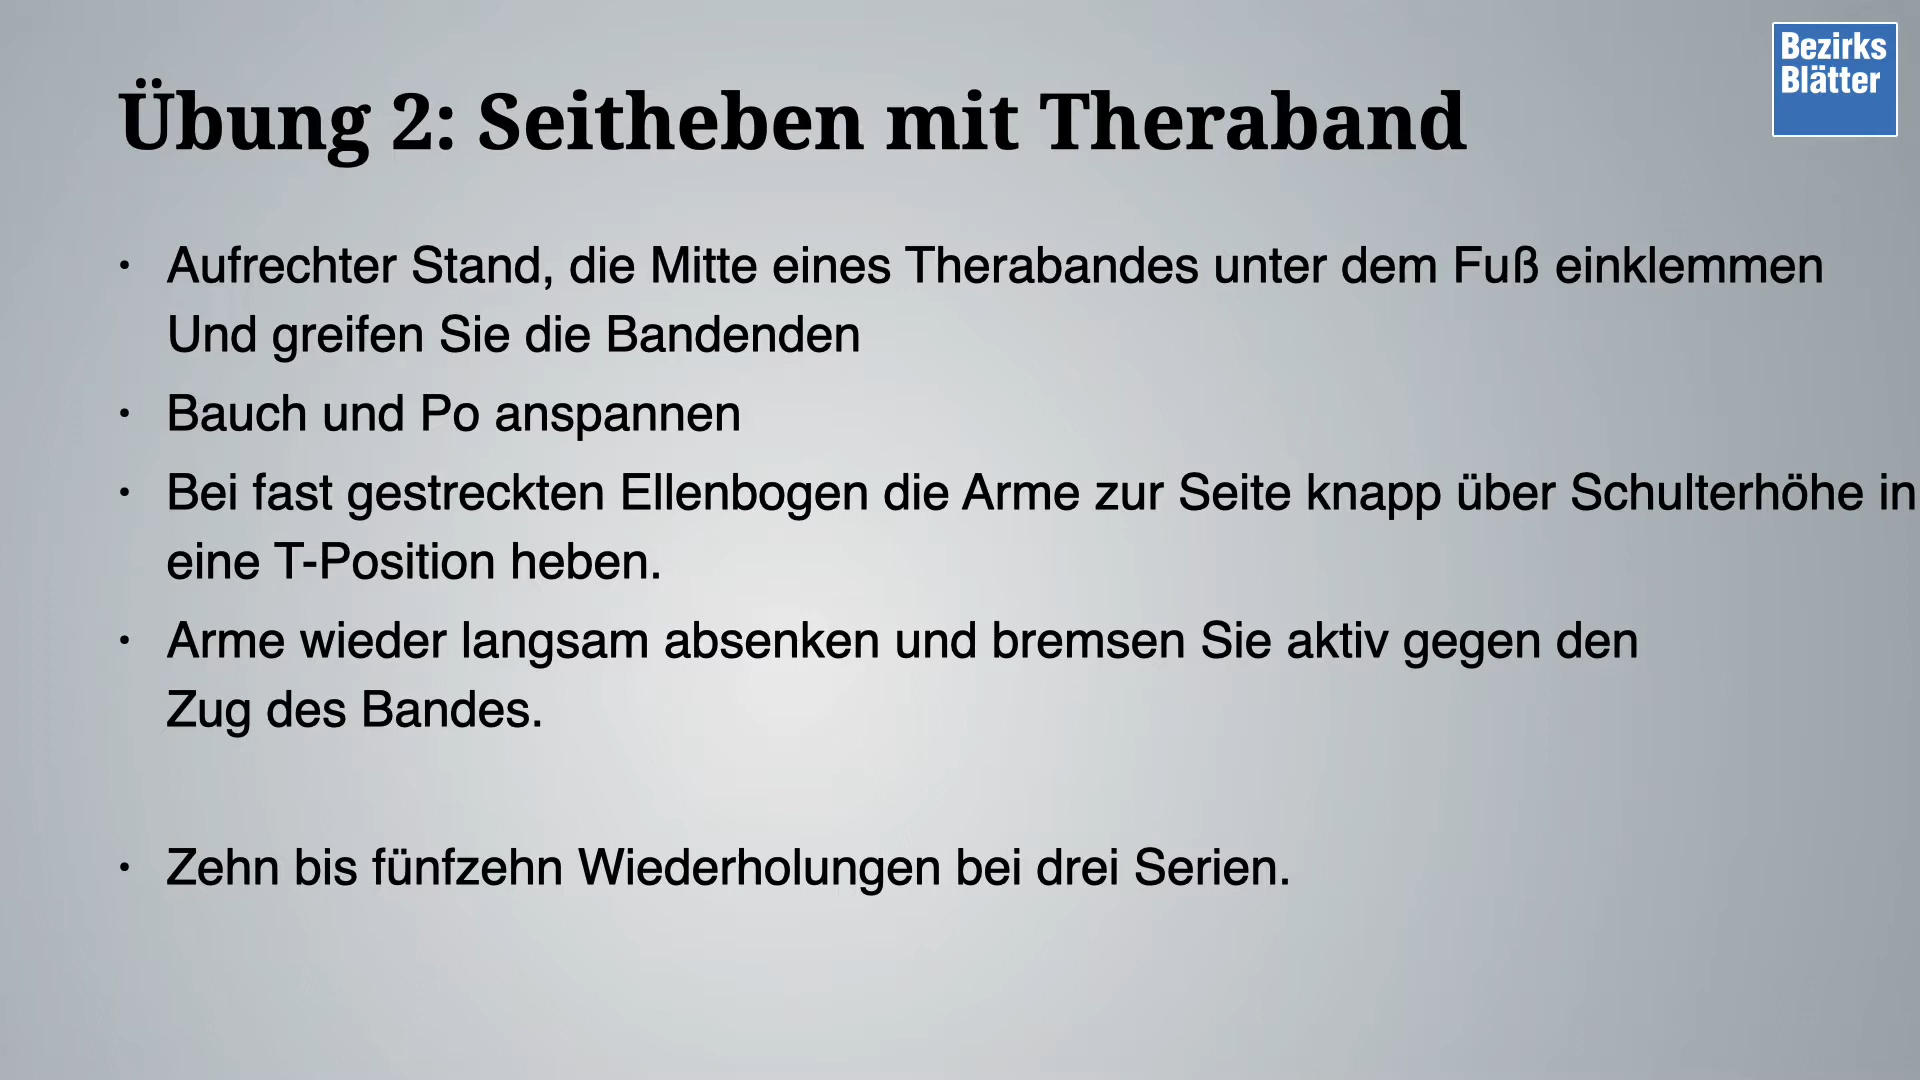 Bezirks
Blätter
Übung 2: Seitheben mit Theraband
• Aufrechter Stand, die Mitte eines Therabandes unter dem Fuß einklemmen
Und greifen Sie die Bandenden
• Bauch und Po anspannen
• Bei fast gestreckten Ellenbogen die Arme zur Seite knapp über Schulterhöhe in
eine T-Position heben.
• Arme wieder langsam absenken und bremsen Sie aktiv gegen den
Zug des Bandes.
• Zehn bis fünfzehn Wiederholungen bei drei Serien.